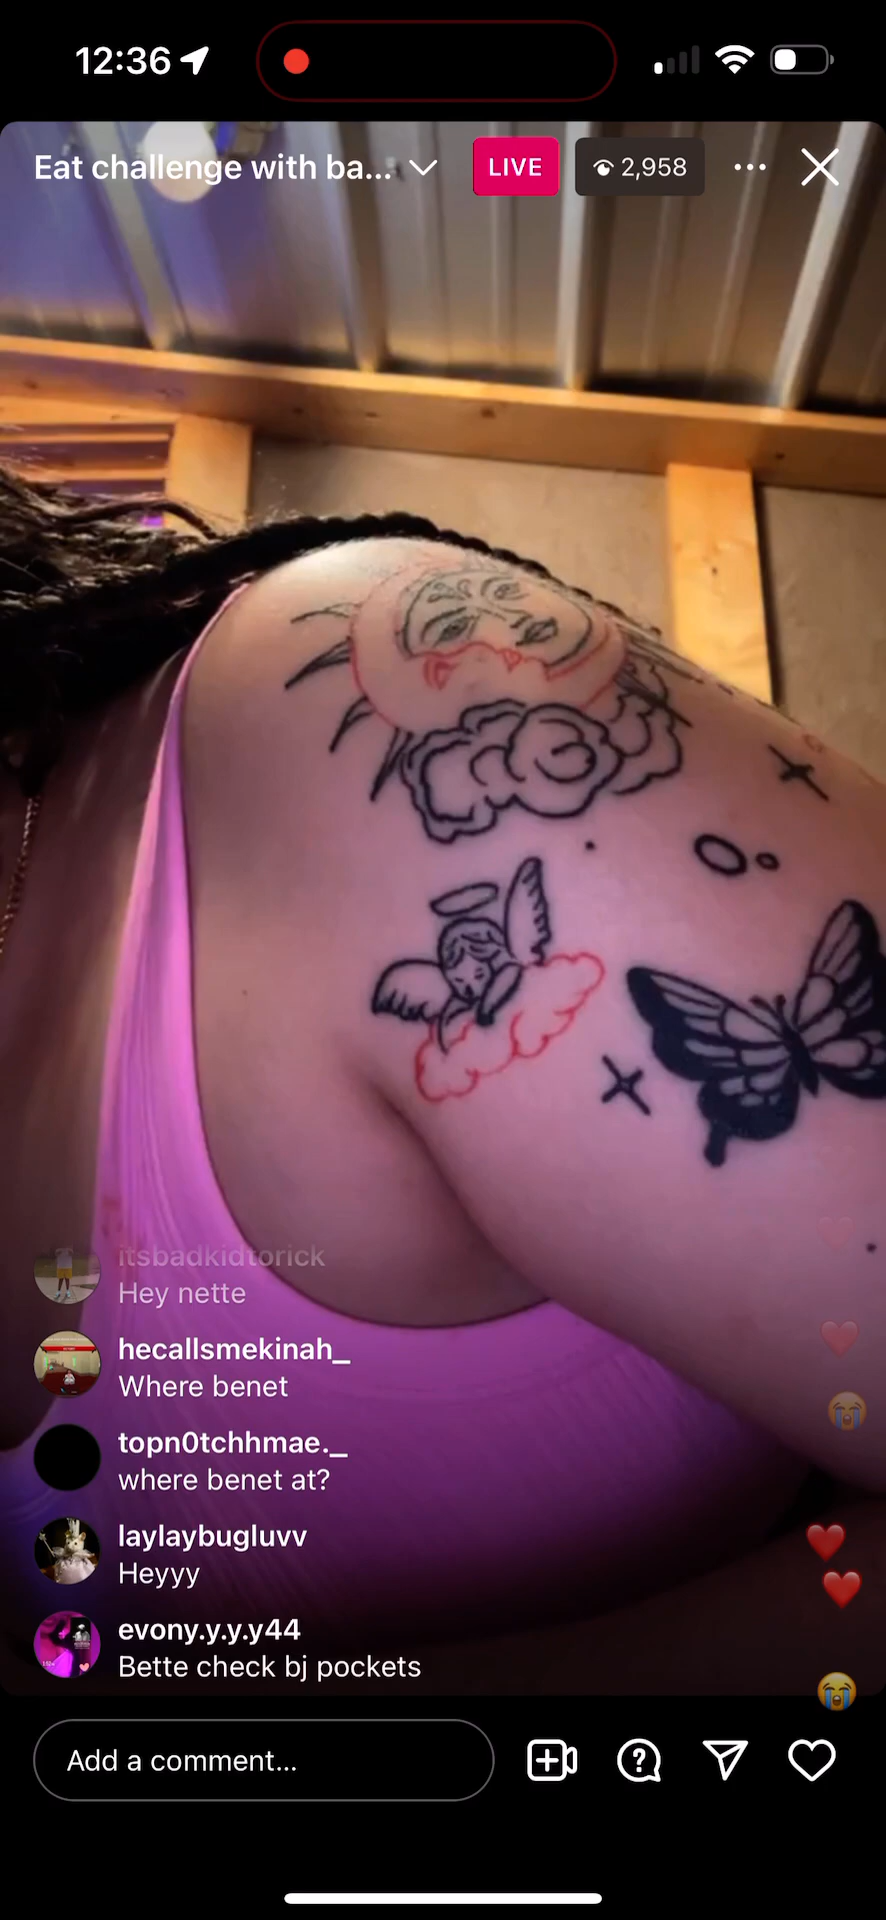 12:36
Eat challenge with ba...
LIVE
2,958
itsbadkidtorick
Hey nette
hecallsmekinah_
Where benet
topn0tchhmae._
where benet at?
laylaybugluvv
Heyyy
evony.y.y.y44
Bette check bj pockets
Add a comment...